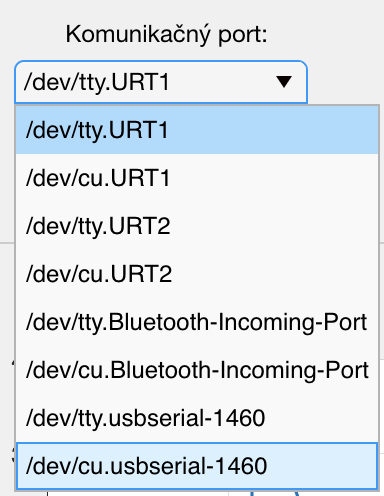 Komunikačný port:
/dev/tty.URT1
/dev/tty.URT1
/dev/cu.URT1
/dev/tty.URT2
/dev/cu.URT2
/dev/tty.Bluetooth-Incoming-Port
/dev/cu.Bluetooth-Incoming-Port
/dev/tty.usbserial-1460
/dev/cu.usbserial-1460